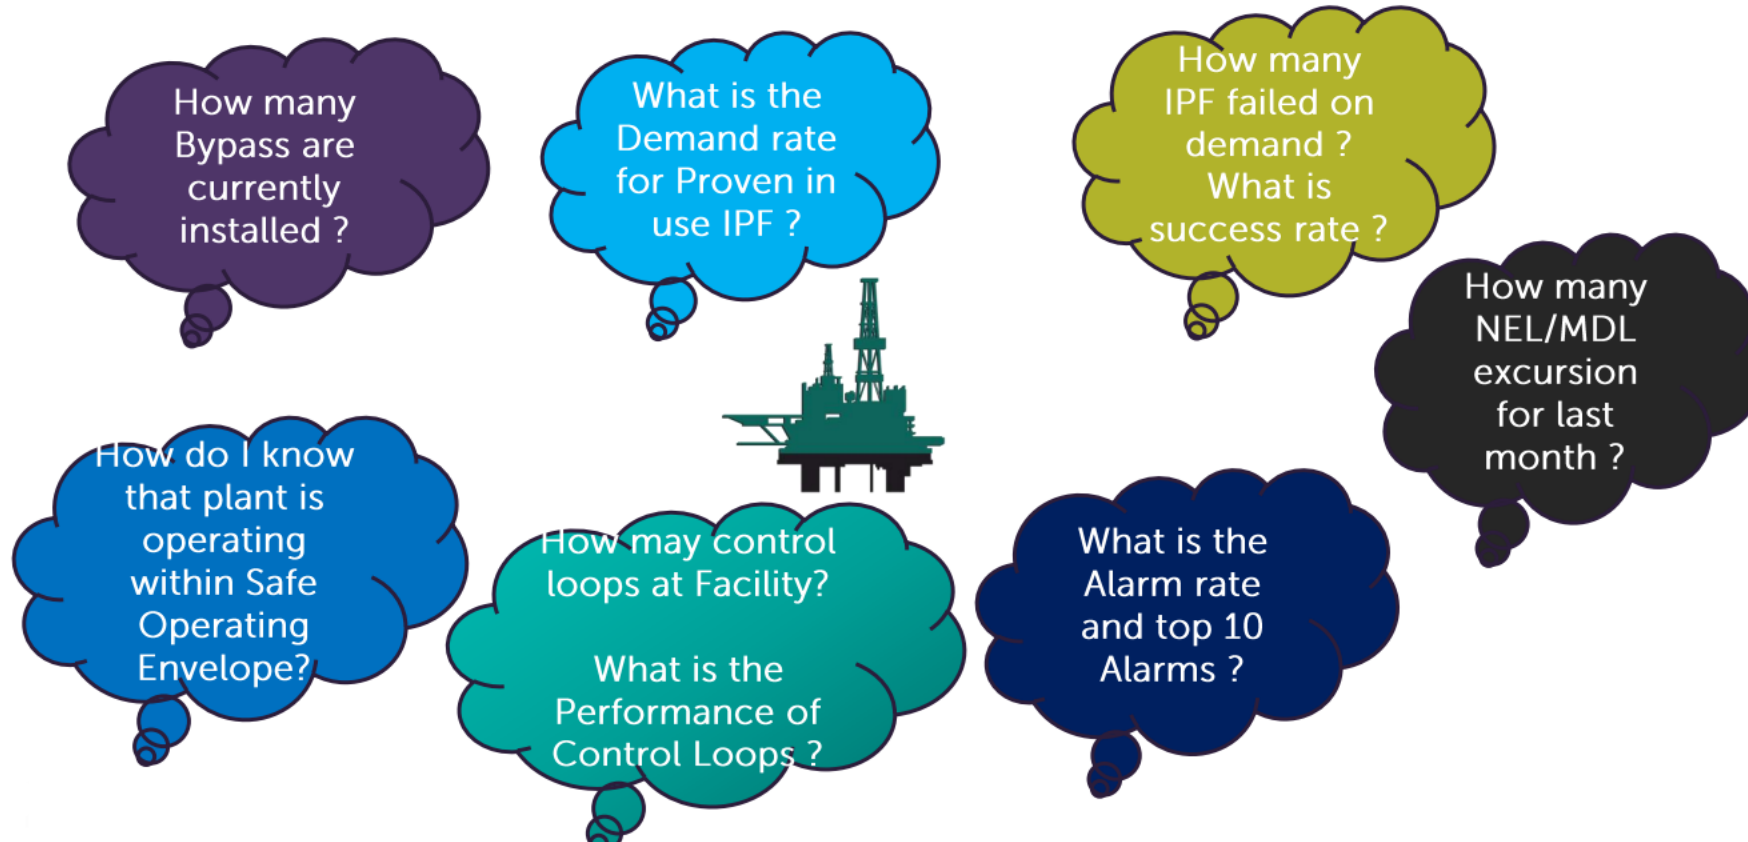 How many
Bypass are
currently
installed ?
What is the
Demand rate
for Proven in
use IPF ?
How many
IPF failed on
demand ?
What is
success rate ?
How many
NEL/MDL
excursion
for last
month ?
How do I know
that plant is
operating
within Safe
Operating
Envelope?
How may control
loops at Facility?
What is the
Performance of
Control Loops ?
What is the
Alarm rate
and top 10
Alarms ?